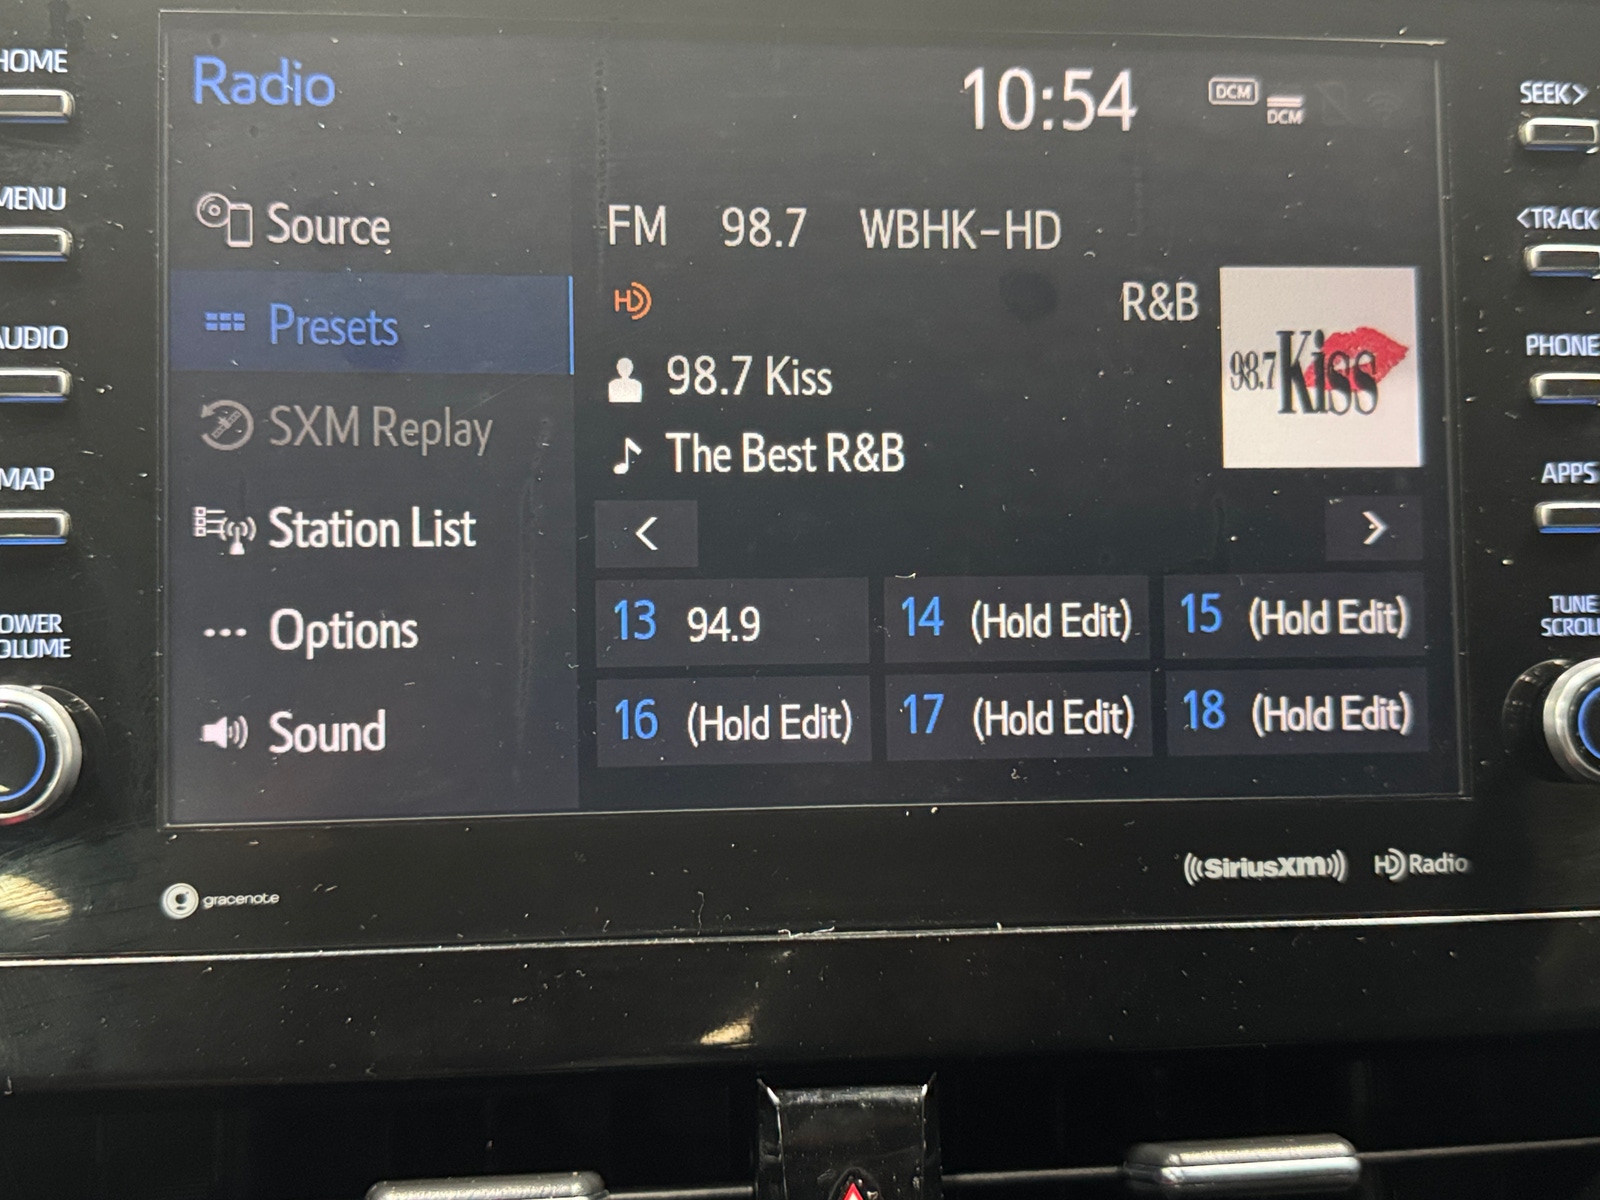 Radio
10:54
DCM
DCM
Source
Presets
SXM Replay
Station List
Options
Sound
FM 98.7 WBHK-HD
HD
R&B
98.7 Kiss
98.7 Kiss
The Best R&B
<
>
13 94.9
14 (Hold Edit)
15 (Hold Edit)
16 (Hold Edit)
17 (Hold Edit)
18 (Hold Edit)
HOME
MENU
AUDIO
MAP
OWER
OLUME
SEEK>
<TRACK
PHONE
APPS
TUNE
SCROLL
gracenote
((SiriusXM))
HD Radio